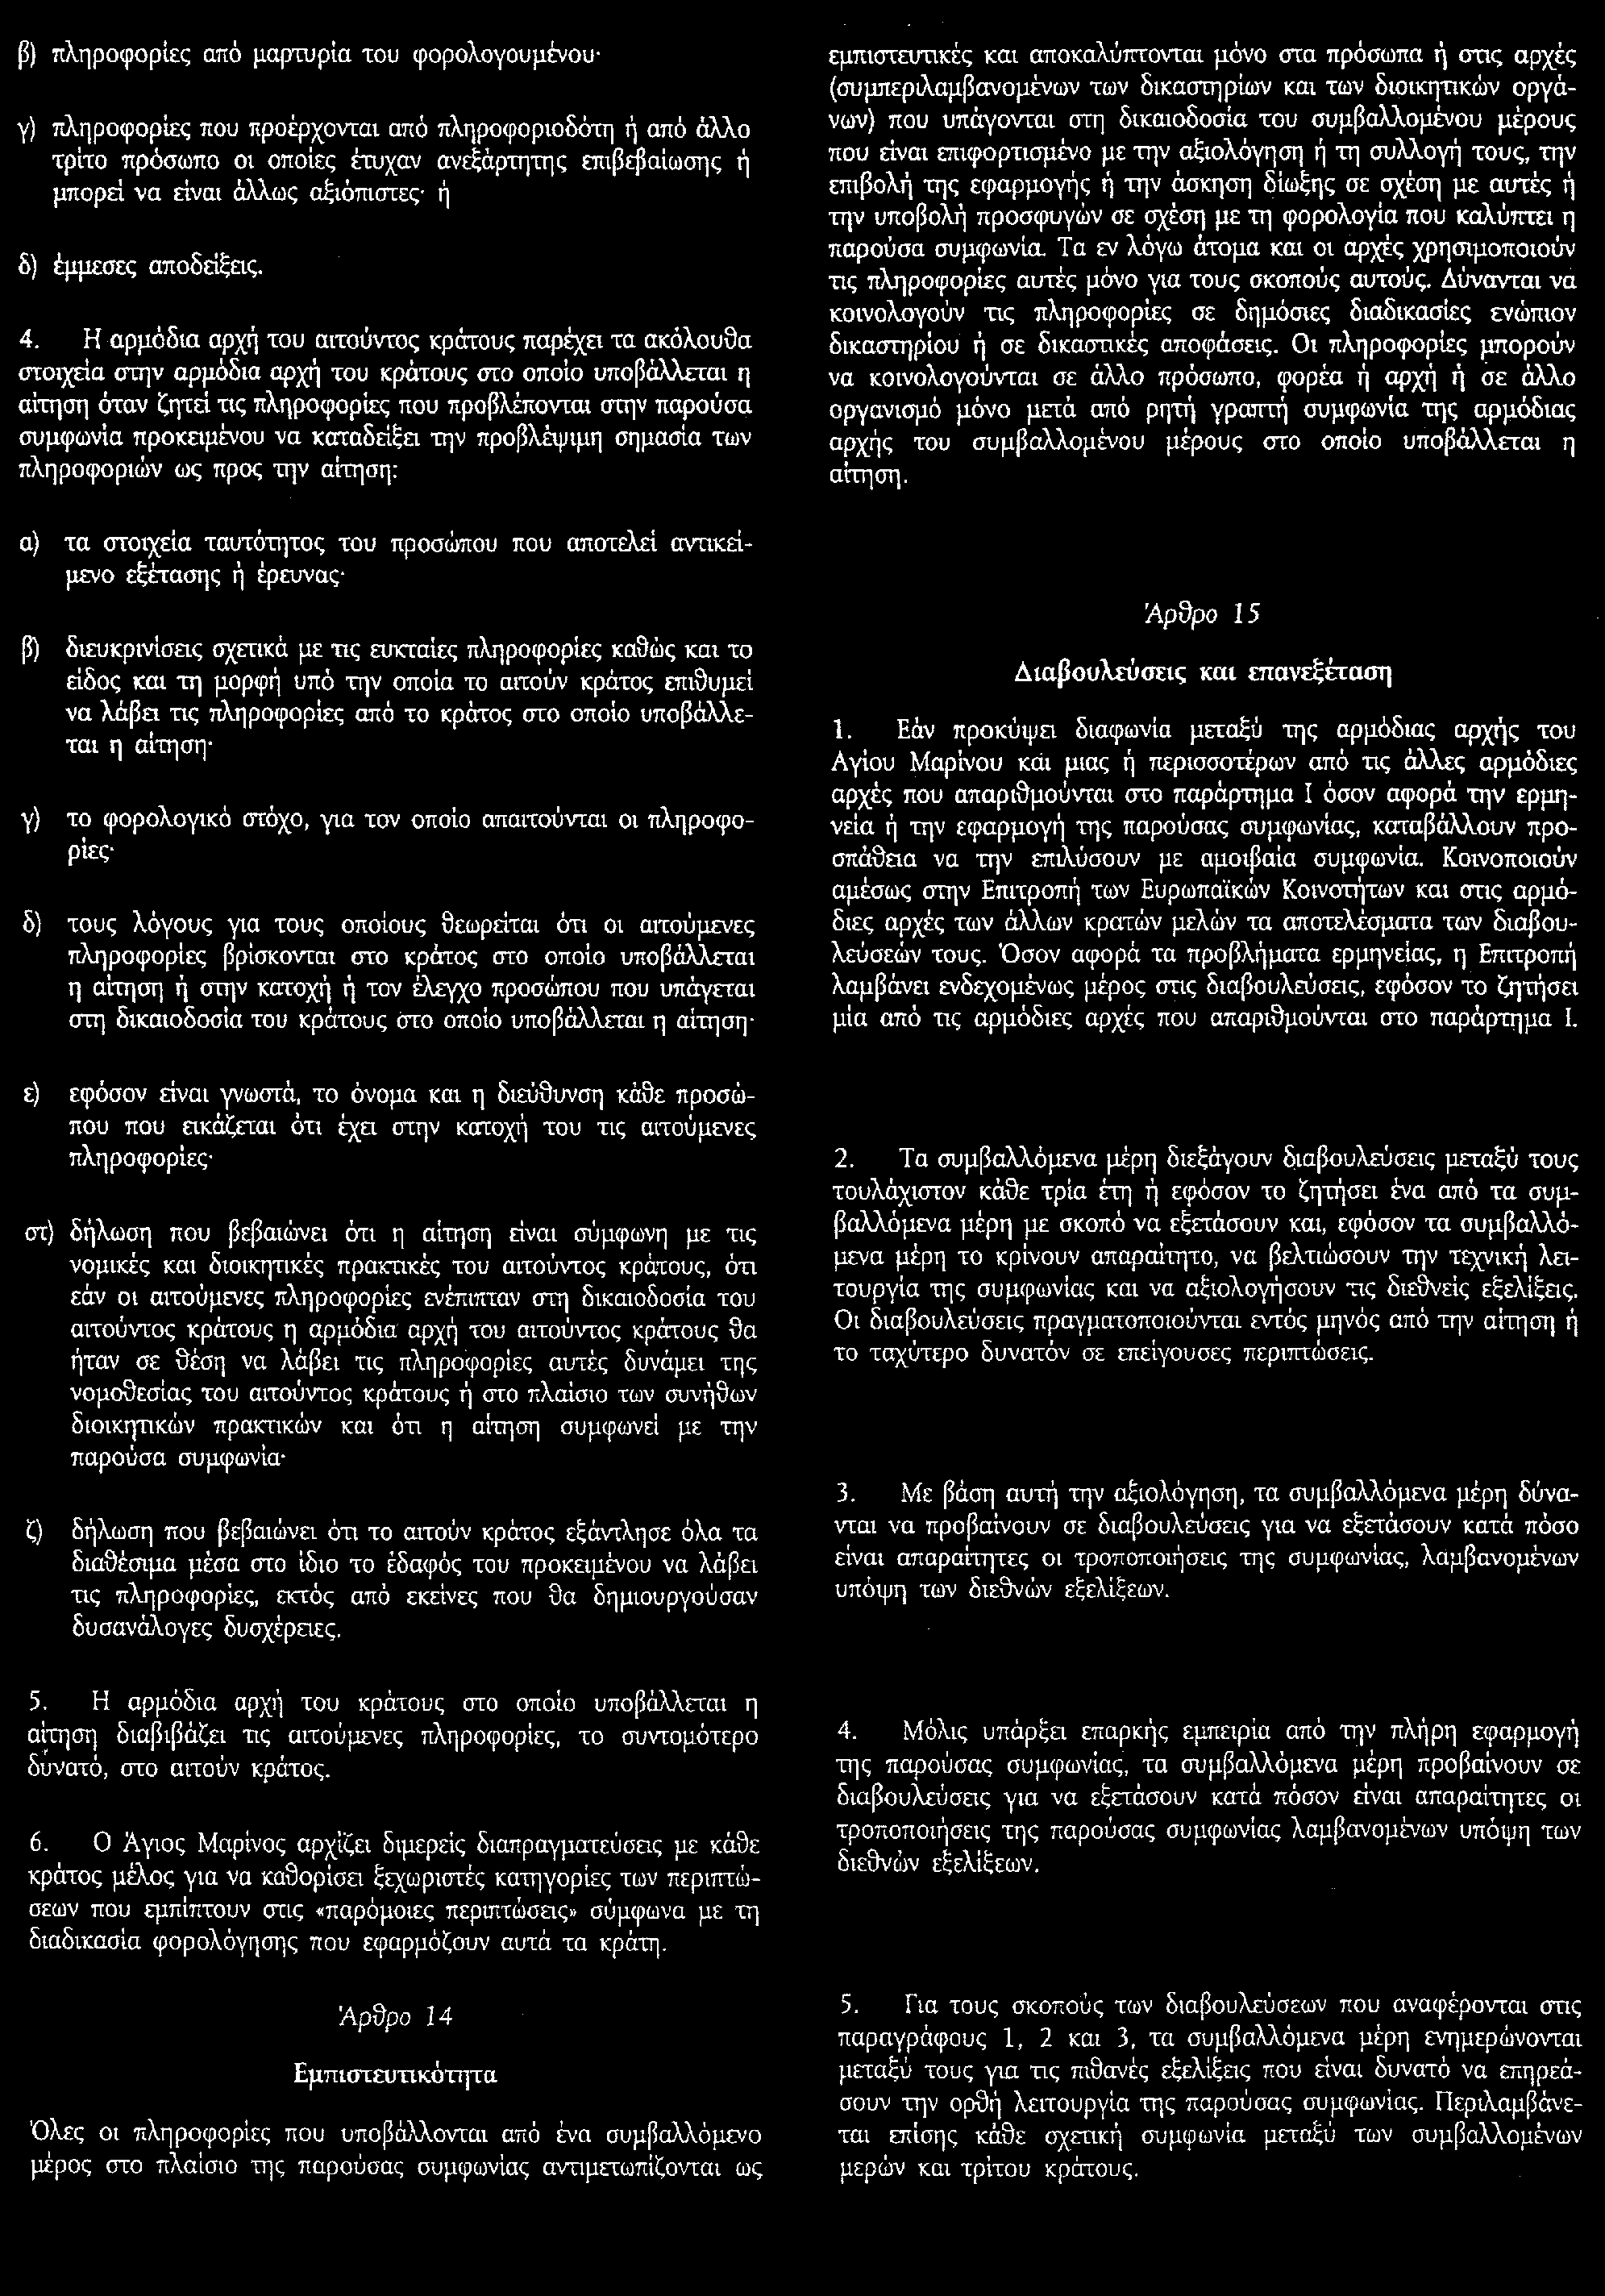 β) πληροφορίες από μαρτυρία του φορολογουμένου·
γ) πληροφορίες που προέρχονται από πληροφοριοδότη ή από άλλο
τρίτο πρόσωπο οι οποίες έτυχαν ανεξάρτητης επιβεβαίωσης ή
μπορεί να είναι άλλως αξιόπιστες· ή
δ) έμμεσες αποδείξεις.
4. Η αρμόδια αρχή του αιτούντος κράτους παρέχει τα ακόλουθα
στοιχεία στην αρμόδια αρχή του κράτους στο οποίο υποβάλλεται η
αίτηση όταν ζητεί τις πληροφορίες που προβλέπονται στην παρούσα
συμφωνία προκειμένου να καταδείξει την προβλέψιμη σημασία των
πληροφοριών ως προς την αίτηση:
α) τα στοιχεία ταυτότητος του προσώπου που αποτελεί αντικεί-
μενο εξέτασης ή έρευνας·
β) διευκρινίσεις σχετικά με τις ευκταίες πληροφορίες καθώς και το
είδος και τη μορφή υπό την οποία το αιτούν κράτος επιθυμεί
να λάβει τις πληροφορίες από το κράτος στο οποίο υποβάλλε-
ται η αίτηση·
γ) το φορολογικό στόχο, για τον οποίο απαιτούνται οι πληροφο-
ρίες·
δ) τους λόγους για τους οποίους θεωρείται ότι οι αιτούμενες
πληροφορίες βρίσκονται στο κράτος στο οποίο υποβάλλεται
η αίτηση ή στην κατοχή ή τον έλεγχο προσώπου που υπάγεται
στη δικαιοδοσία του κράτους στο οποίο υποβάλλεται η αίτηση·
ε) εφόσον είναι γνωστά, το όνομα και η διεύθυνση κάθε προσώ-
που που εικάζεται ότι έχει στην κατοχή του τις αιτούμενες
πληροφορίες·
στ) δήλωση που βεβαιώνει ότι η αίτηση είναι σύμφωνη με τις
νομικές και διοικητικές πρακτικές του αιτούντος κράτους, ότι
εάν οι αιτούμενες πληροφορίες ενέπιπταν στη δικαιοδοσία του
αιτούντος κράτους η αρμόδια αρχή του αιτούντος κράτους θα
ήταν σε θέση να λάβει τις πληροφορίες αυτές δυνάμει της
νομοθεσίας του αιτούντος κράτους ή στο πλαίσιο των συνήθων
διοικητικών πρακτικών και ότι η αίτηση συμφωνεί με την
παρούσα συμφωνία·
ζ) δήλωση που βεβαιώνει ότι το αιτούν κράτος εξάντλησε όλα τα
διαθέσιμα μέσα στο ίδιο το έδαφός του προκειμένου να λάβει
τις πληροφορίες, εκτός από εκείνες που θα δημιουργούσαν
δυσανάλογες δυσχέρειες.
5. Η αρμόδια αρχή του κράτους στο οποίο υποβάλλεται η
αίτηση διαβιβάζει τις αιτούμενες πληροφορίες, το συντομότερο
δυνατό, στο αιτούν κράτος.
6. Ο Άγιος Μαρίνος αρχίζει διμερείς διαπραγματεύσεις με κάθε
κράτος μέλος για να καθορίσει ξεχωριστές κατηγορίες των περιπτώ-
σεων που εμπίπτουν στις «παρόμοιες περιπτώσεις» σύμφωνα με τη
διαδικασία φορολόγησης που εφαρμόζουν αυτά τα κράτη.
Άρθρο 14
Εμπιστευτικότητα
Όλες οι πληροφορίες που υποβάλλονται από ένα συμβαλλόμενο
μέρος στο πλαίσιο της παρούσας συμφωνίας αντιμετωπίζονται ως
εμπιστευτικές και αποκαλύπτονται μόνο στα πρόσωπα ή στις αρχές
(συμπεριλαμβανομένων των δικαστηρίων και των διοικητικών οργά-
νων) που υπάγονται στη δικαιοδοσία του συμβαλλομένου μέρους
που είναι επιφορτισμένο με την αξιολόγηση ή τη συλλογή τους, την
επιβολή της εφαρμογής ή την άσκηση δίωξης σε σχέση με αυτές ή
την υποβολή προσφυγών σε σχέση με τη φορολογία που καλύπτει η
παρούσα συμφωνία. Τα εν λόγω άτομα και οι αρχές χρησιμοποιούν
τις πληροφορίες αυτές μόνο για τους σκοπούς αυτούς. Δύνανται να
κοινολογούν τις πληροφορίες σε δημόσιες διαδικασίες ενώπιον
δικαστηρίου ή σε δικαστικές αποφάσεις. Οι πληροφορίες μπορούν
να κοινολογούνται σε άλλο πρόσωπο, φορέα ή αρχή ή σε άλλο
οργανισμό μόνο μετά από ρητή γραπτή συμφωνία της αρμόδιας
αρχής του συμβαλλομένου μέρους στο οποίο υποβάλλεται η
αίτηση.
Άρθρο 15
Διαβουλεύσεις και επανεξέταση
1. Εάν προκύψει διαφωνία μεταξύ της αρμόδιας αρχής του
Αγίου Μαρίνου και μιας ή περισσοτέρων από τις άλλες αρμόδιες
αρχές που απαριθμούνται στο παράρτημα Ι όσον αφορά την ερμη-
νεία ή την εφαρμογή της παρούσας συμφωνίας, καταβάλλουν προ-
σπάθεια να την επιλύσουν με αμοιβαία συμφωνία. Κοινοποιούν
αμέσως στην Επιτροπή των Ευρωπαϊκών Κοινοτήτων και στις αρμό-
διες αρχές των άλλων κρατών μελών τα αποτελέσματα των διαβου-
λεύσεών τους. Όσον αφορά τα προβλήματα ερμηνείας, η Επιτροπή
λαμβάνει ενδεχομένως μέρος στις διαβουλεύσεις, εφόσον το ζητήσει
μία από τις αρμόδιες αρχές που απαριθμούνται στο παράρτημα Ι.
2. Τα συμβαλλόμενα μέρη διεξάγουν διαβουλεύσεις μεταξύ τους
τουλάχιστον κάθε τρία έτη ή εφόσον το ζητήσει ένα από τα συμ-
βαλλόμενα μέρη με σκοπό να εξετάσουν και, εφόσον τα συμβαλλό-
μενα μέρη το κρίνουν απαραίτητο, να βελτιώσουν την τεχνική λει-
τουργία της συμφωνίας και να αξιολογήσουν τις διεθνείς εξελίξεις.
Οι διαβουλεύσεις πραγματοποιούνται εντός μηνός από την αίτηση ή
το ταχύτερο δυνατόν σε επείγουσες περιπτώσεις.
3. Με βάση αυτή την αξιολόγηση, τα συμβαλλόμενα μέρη δύνα-
νται να προβαίνουν σε διαβουλεύσεις για να εξετάσουν κατά πόσο
είναι απαραίτητες οι τροποποιήσεις της συμφωνίας, λαμβανομένων
υπόψη των διεθνών εξελίξεων.
4. Μόλις υπάρξει επαρκής εμπειρία από την πλήρη εφαρμογή
της παρούσας συμφωνίας, τα συμβαλλόμενα μέρη προβαίνουν σε
διαβουλεύσεις για να εξετάσουν κατά πόσον είναι απαραίτητες οι
τροποποιήσεις της παρούσας συμφωνίας λαμβανομένων υπόψη των
διεθνών εξελίξεων.
5. Για τους σκοπούς των διαβουλεύσεων που αναφέρονται στις
παραγράφους 1, 2 και 3, τα συμβαλλόμενα μέρη ενημερώνονται
μεταξύ τους για τις πιθανές εξελίξεις που είναι δυνατό να επηρεά-
σουν την ορθή λειτουργία της παρούσας συμφωνίας. Περιλαμβάνε-
ται επίσης κάθε σχετική συμφωνία μεταξύ των συμβαλλομένων
μερών και τρίτου κράτους.